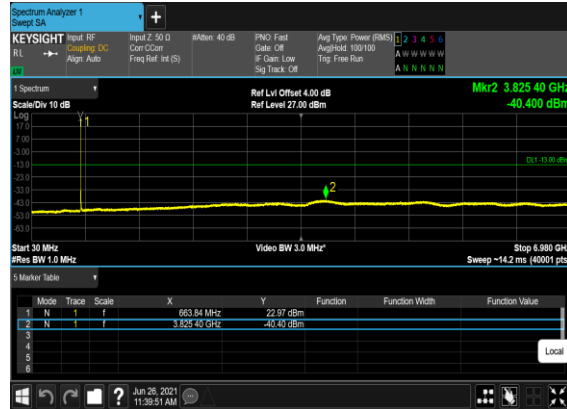 Spectrum Analyzer 1
Swept SA
+
KEYSIGHT Input: RF Input Z: 50 Ω #Atten: 40 dB PNO: Fast Avg Type: Power (RMS) 1 2 3 4 5 6
RL Coupling: DC Corr CCorr Gate: Off Avg|Hold: 100/100 A W W W W W
Align: Auto Freq Ref: Int (S) IF Gain: Low Trig: Free Run
Sig Track: Off A N N N N N
1 Spectrum Ref Lvl Offset 4.00 dB Mkr2 3.825 40 GHz
Scale/Div 10 dB Ref Level 27.00 dBm -40.400 dBm
Log
17.0
7.00
-3.00
-13.0 DL1 -13.00 dBm
-23.0
-33.0
-43.0
-53.0
-63.0
1
2
Start 30 MHz Video BW 3.0 MHz* Stop 6.980 GHz
#Res BW 1.0 MHz Sweep ~14.2 ms (40001 pts)
5 Marker Table
Mode Trace Scale X Y Function Function Width Function Value
1 N 1 f 663.84 MHz 22.97 dBm
2 N 1 f 3.825 40 GHz -40.40 dBm
3
4
5
6
Local
? Jun 26, 2021
11:39:51 AM